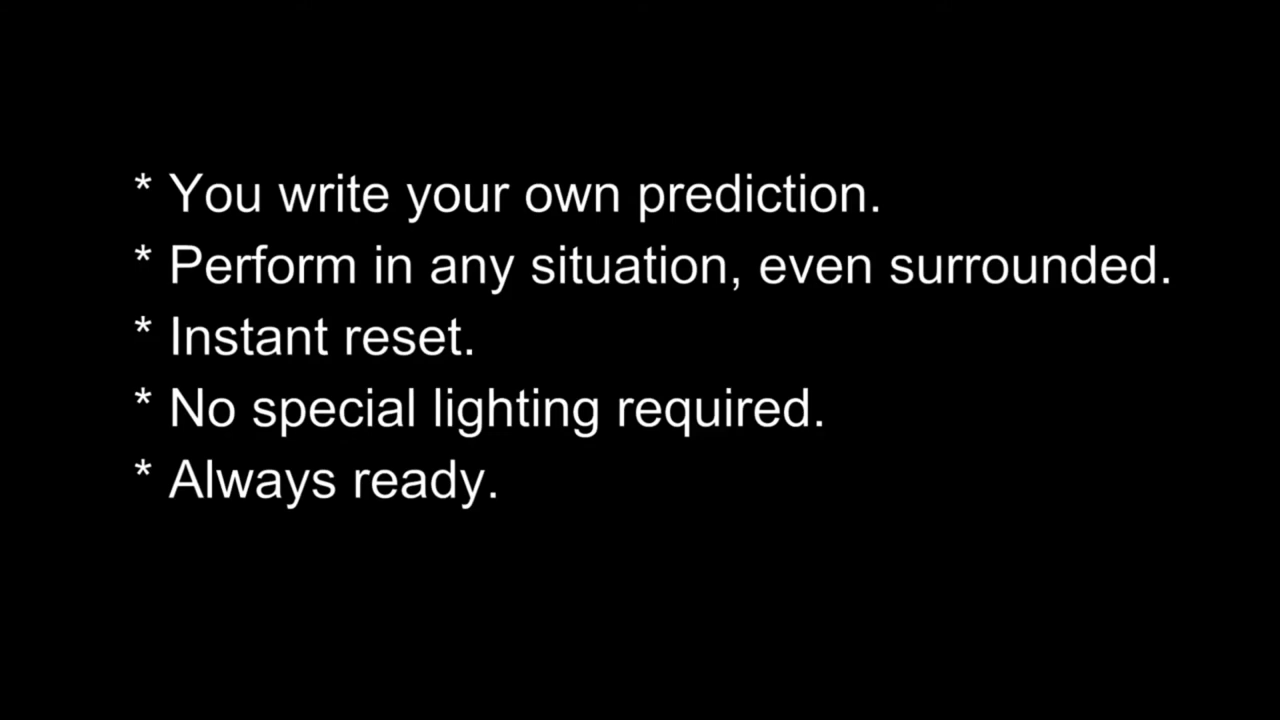 * You write your own prediction.
* Perform in any situation, even surrounded.
* Instant reset.
* No special lighting required.
* Always ready.